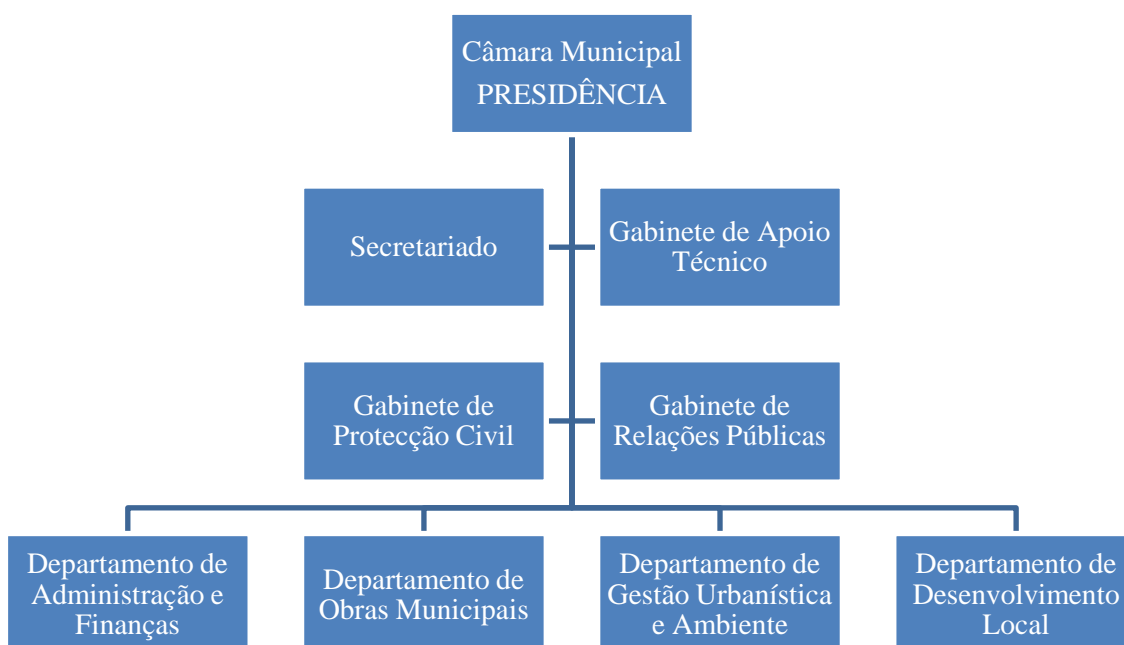 Câmara Municipal
PRESIDÊNCIA
Secretariado
Gabinete de Apoio
Técnico
Gabinete de
Protecção Civil
Gabinete de
Relações Públicas
Departamento de
Administração e
Finanças
Departamento de
Obras Municipais
Departamento de
Gestão Urbanística
e Ambiente
Departamento de
Desenvolvimento
Local